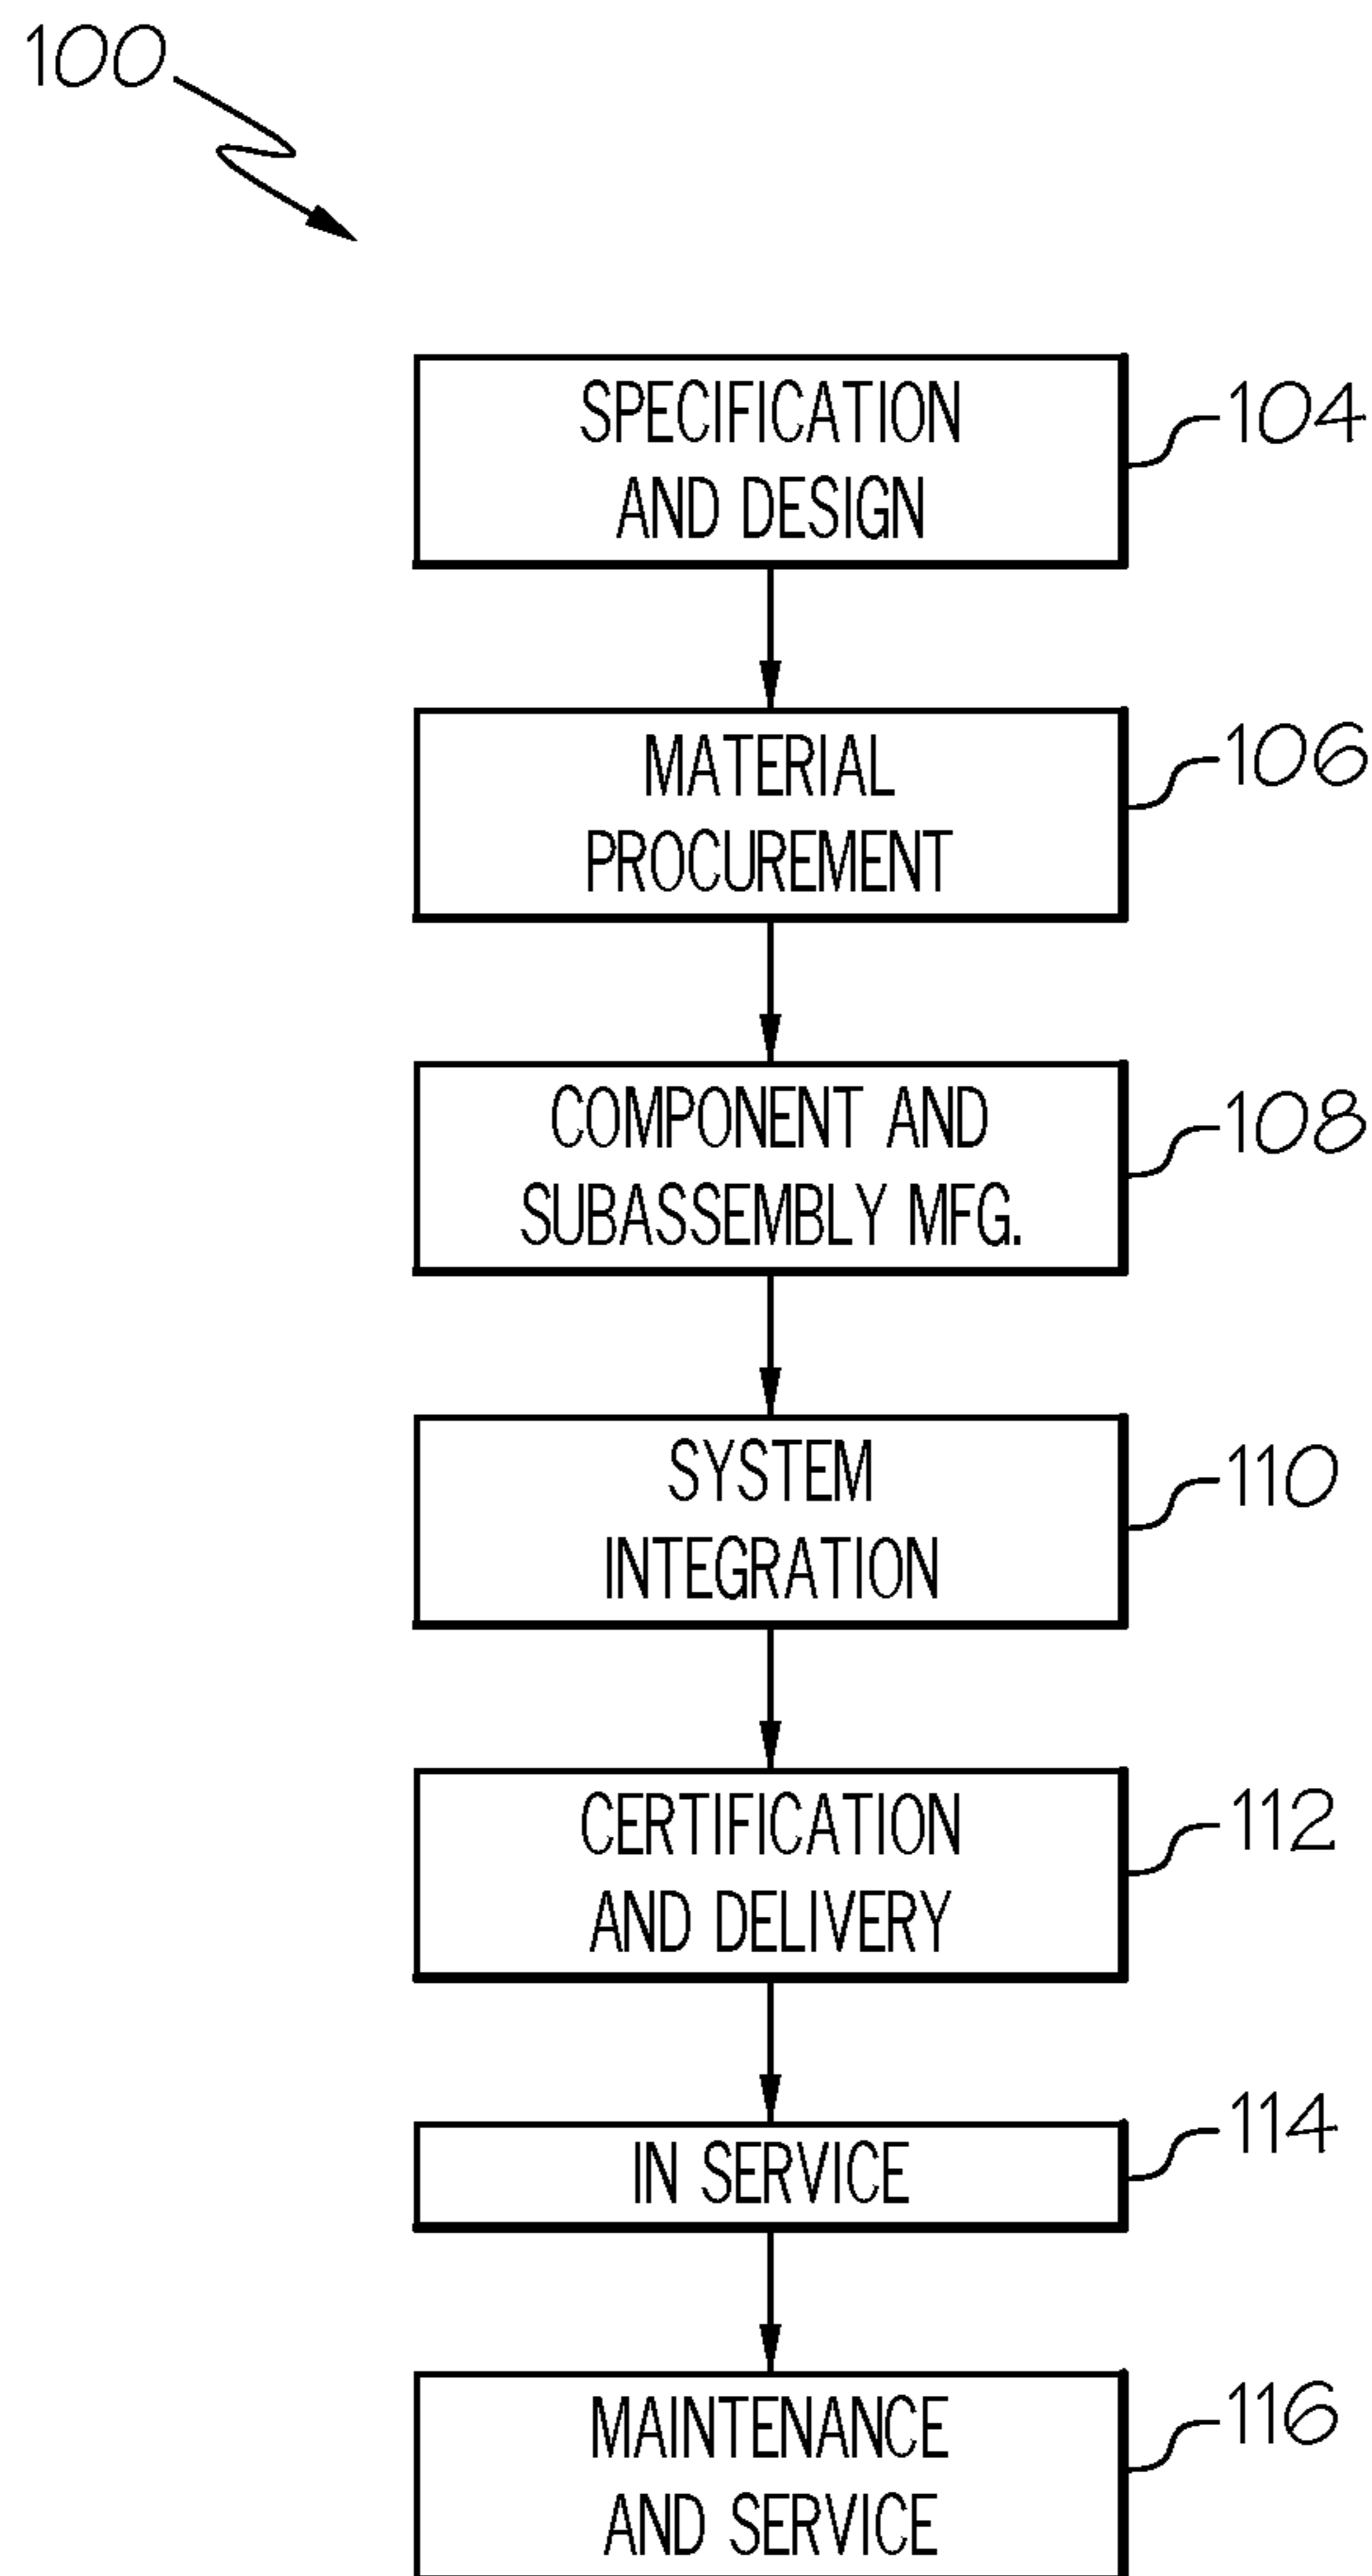 100
SPECIFICATION
AND DESIGN
104
MATERIAL
PROCUREMENT
106
COMPONENT AND
SUBASSEMBLY MFG.
108
SYSTEM
INTEGRATION
110
CERTIFICATION
AND DELIVERY
112
IN SERVICE
114
MAINTENANCE
AND SERVICE
116